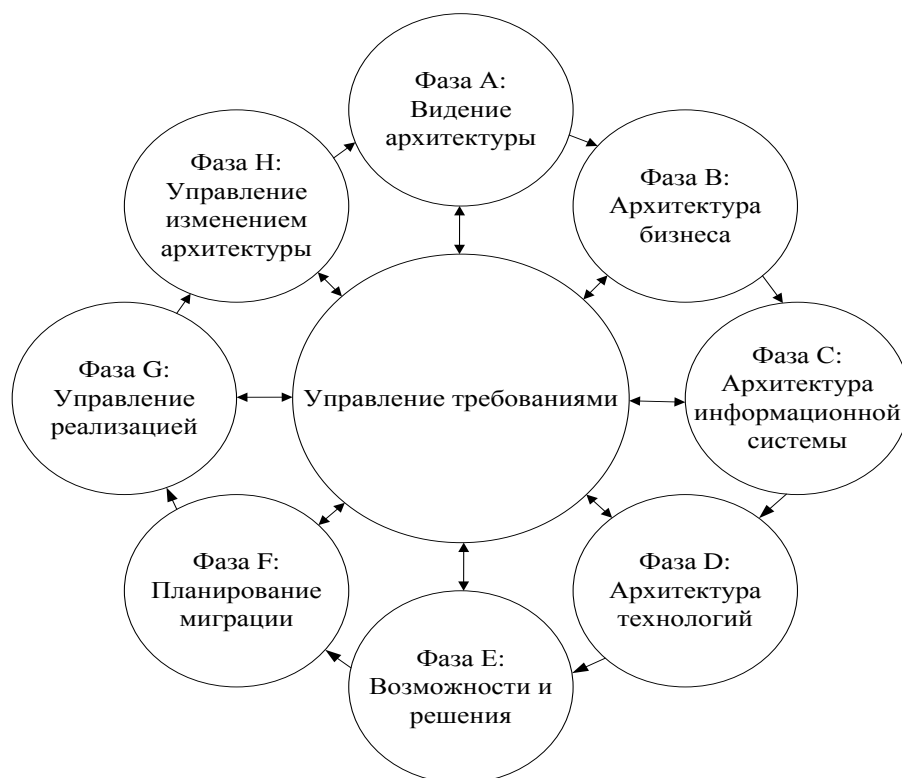 Фаза A:
Видение
архитектуры
Фаза B:
Архитектура
бизнеса
Фаза C:
Архитектура
информационной
системы
Фаза D:
Архитектура
технологий
Фаза E:
Возможности и
решения
Фаза F:
Планирование
миграции
Фаза G:
Управление
реализацией
Фаза H:
Управление
изменением
архитектуры
Управление требованиями